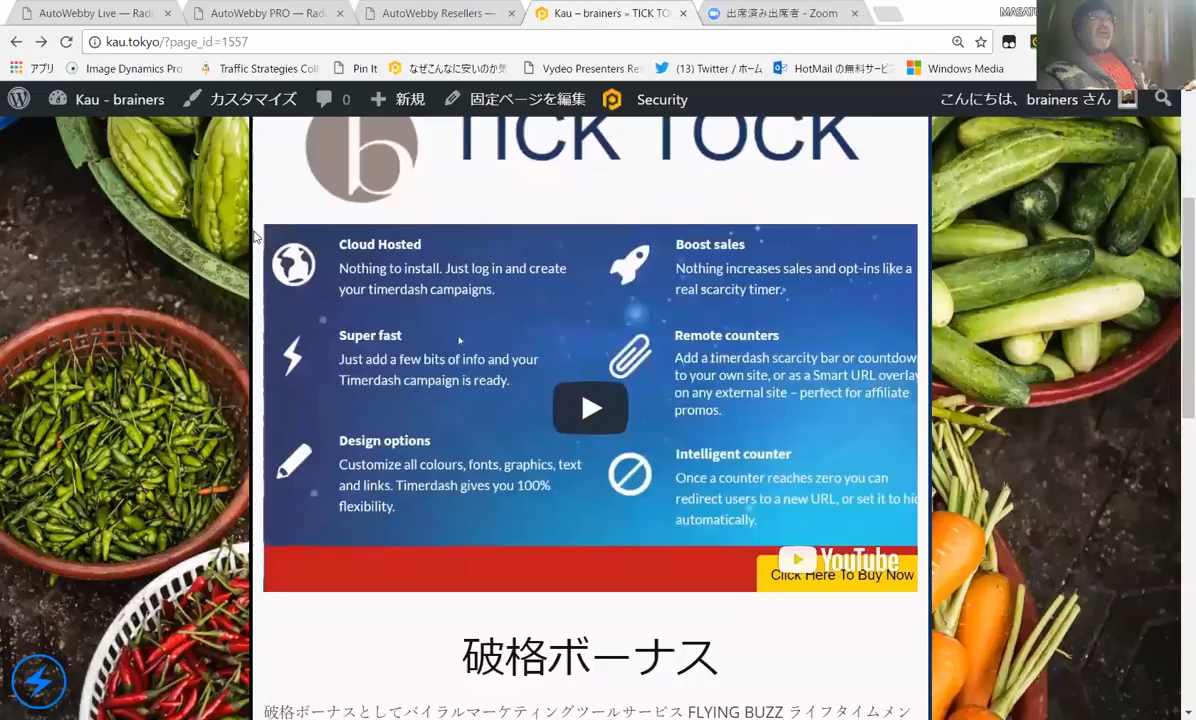 AutoWebby Live — Radu
AutoWebby PRO — Radu
AutoWebby Resellers —
Kau – brainers » TICK TO
出席済み出席者 - Zoom
kau.tokyo/?page_id=1557
アプリ
Image Dynamics Pro
Traffic Strategies Coll
Pin It
なぜこんなに安いのか気
Vydeo Presenters Res
(13) Twitter / ホーム
HotMail の無料サービス
Windows Media
Kau - brainers
カスタマイズ
0
新規
固定ページを編集
Security
こんにちは、brainers さん
b
TICK TOCK
Cloud Hosted
Nothing to install. Just log in and create
your timerdash campaigns.
Boost sales
Nothing increases sales and opt-ins like a
real scarcity timer.
Super fast
Just add a few bits of info and your
Timerdash campaign is ready.
Remote counters
Add a timerdash scarcity bar or countdow
to your own site, or as a Smart URL overlay
on any external site – perfect for affiliate
promos.
Design options
Customize all colours, fonts, graphics, text
and links. Timerdash gives you 100%
flexibility.
Intelligent counter
Once a counter reaches zero you can
redirect users to a new URL, or set it to hid
automatically.
YouTube
Click Here To Buy Now
破格ボーナス
破格ボーナスとしてバイラルマーケティングツールサービス FLYING BUZZ ライフタイムメン